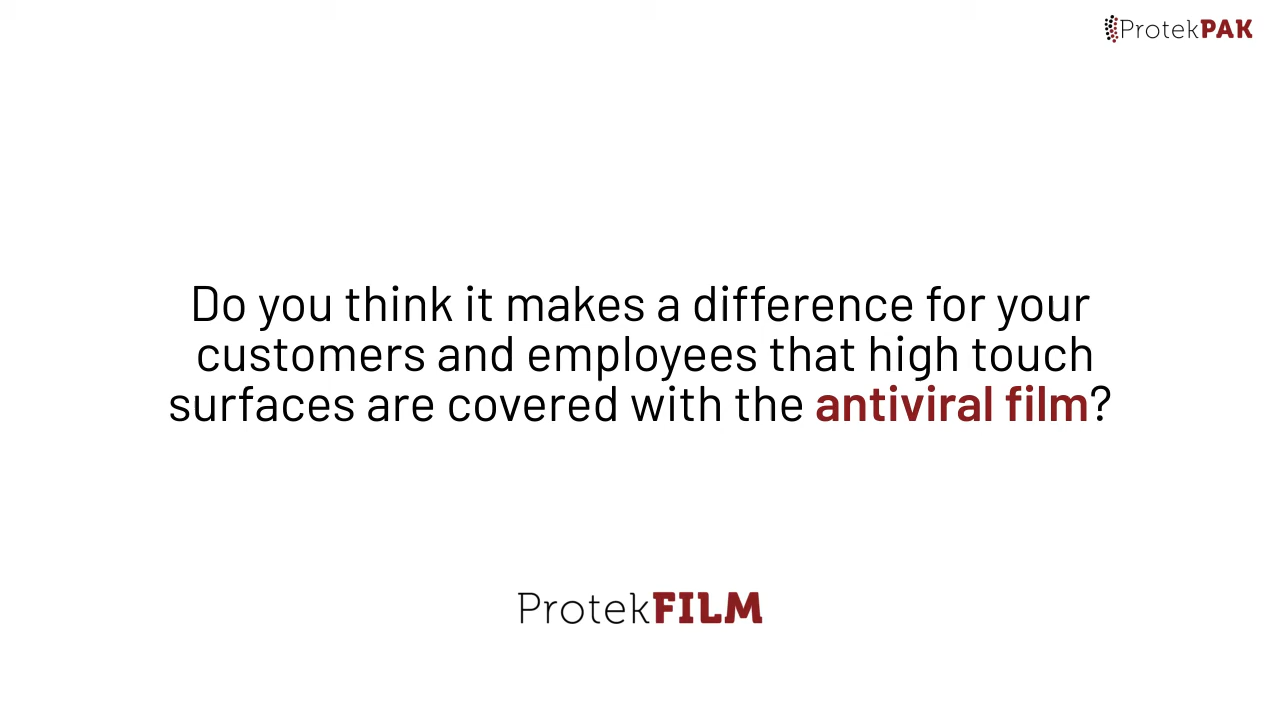 ProtekPAK
Do you think it makes a difference for your
customers and employees that high touch
surfaces are covered with the antiviral film?
ProtekFILM